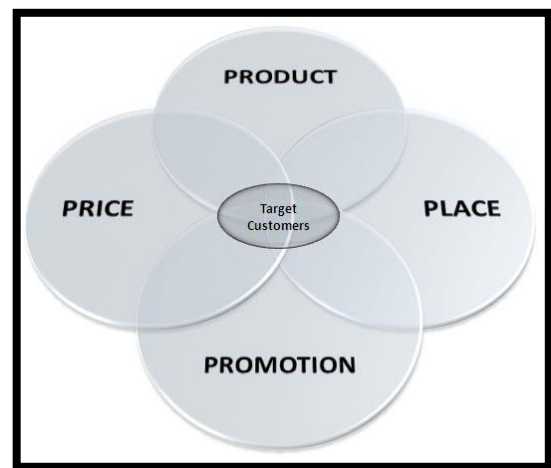 PRODUCT
PRICE
Target
Customers
PLACE
PROMOTION